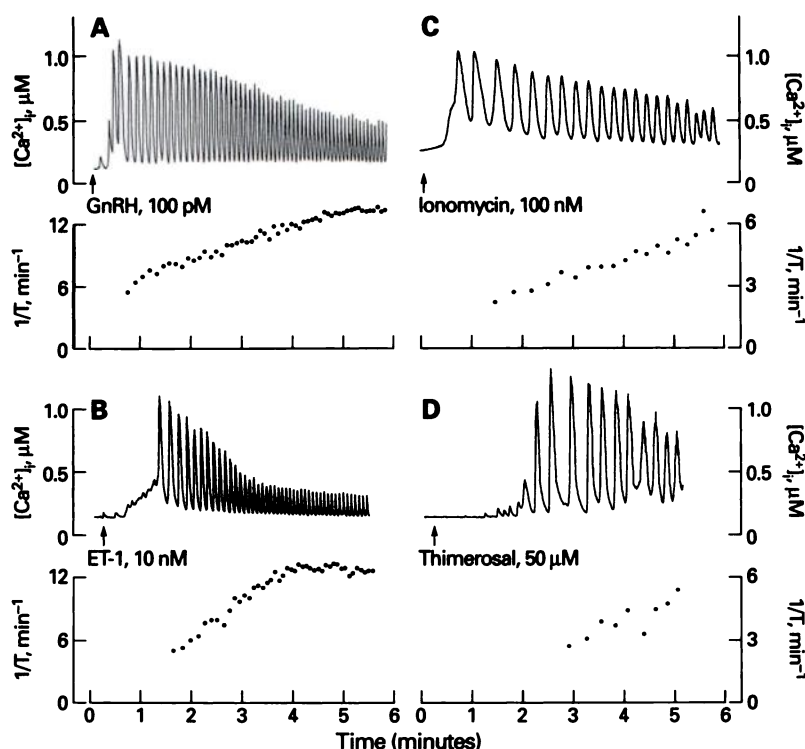 A
[Ca²⁺]ᵢ, μM
1.0
0.5
0
GnRH, 100 pM
1/T, min⁻¹
12
6
0
C
[Ca²⁺]ᵢ, μM
1.0
0.5
0
Ionomycin, 100 nM
1/T, min⁻¹
6
3
0
B
[Ca²⁺]ᵢ, μM
1.0
0.5
0
ET-1, 10 nM
1/T, min⁻¹
12
6
0
0 1 2 3 4 5 6
D
[Ca²⁺]ᵢ, μM
1.0
0.5
0
Thimerosal, 50 μM
1/T, min⁻¹
6
3
0
0 1 2 3 4 5 6
Time (minutes)